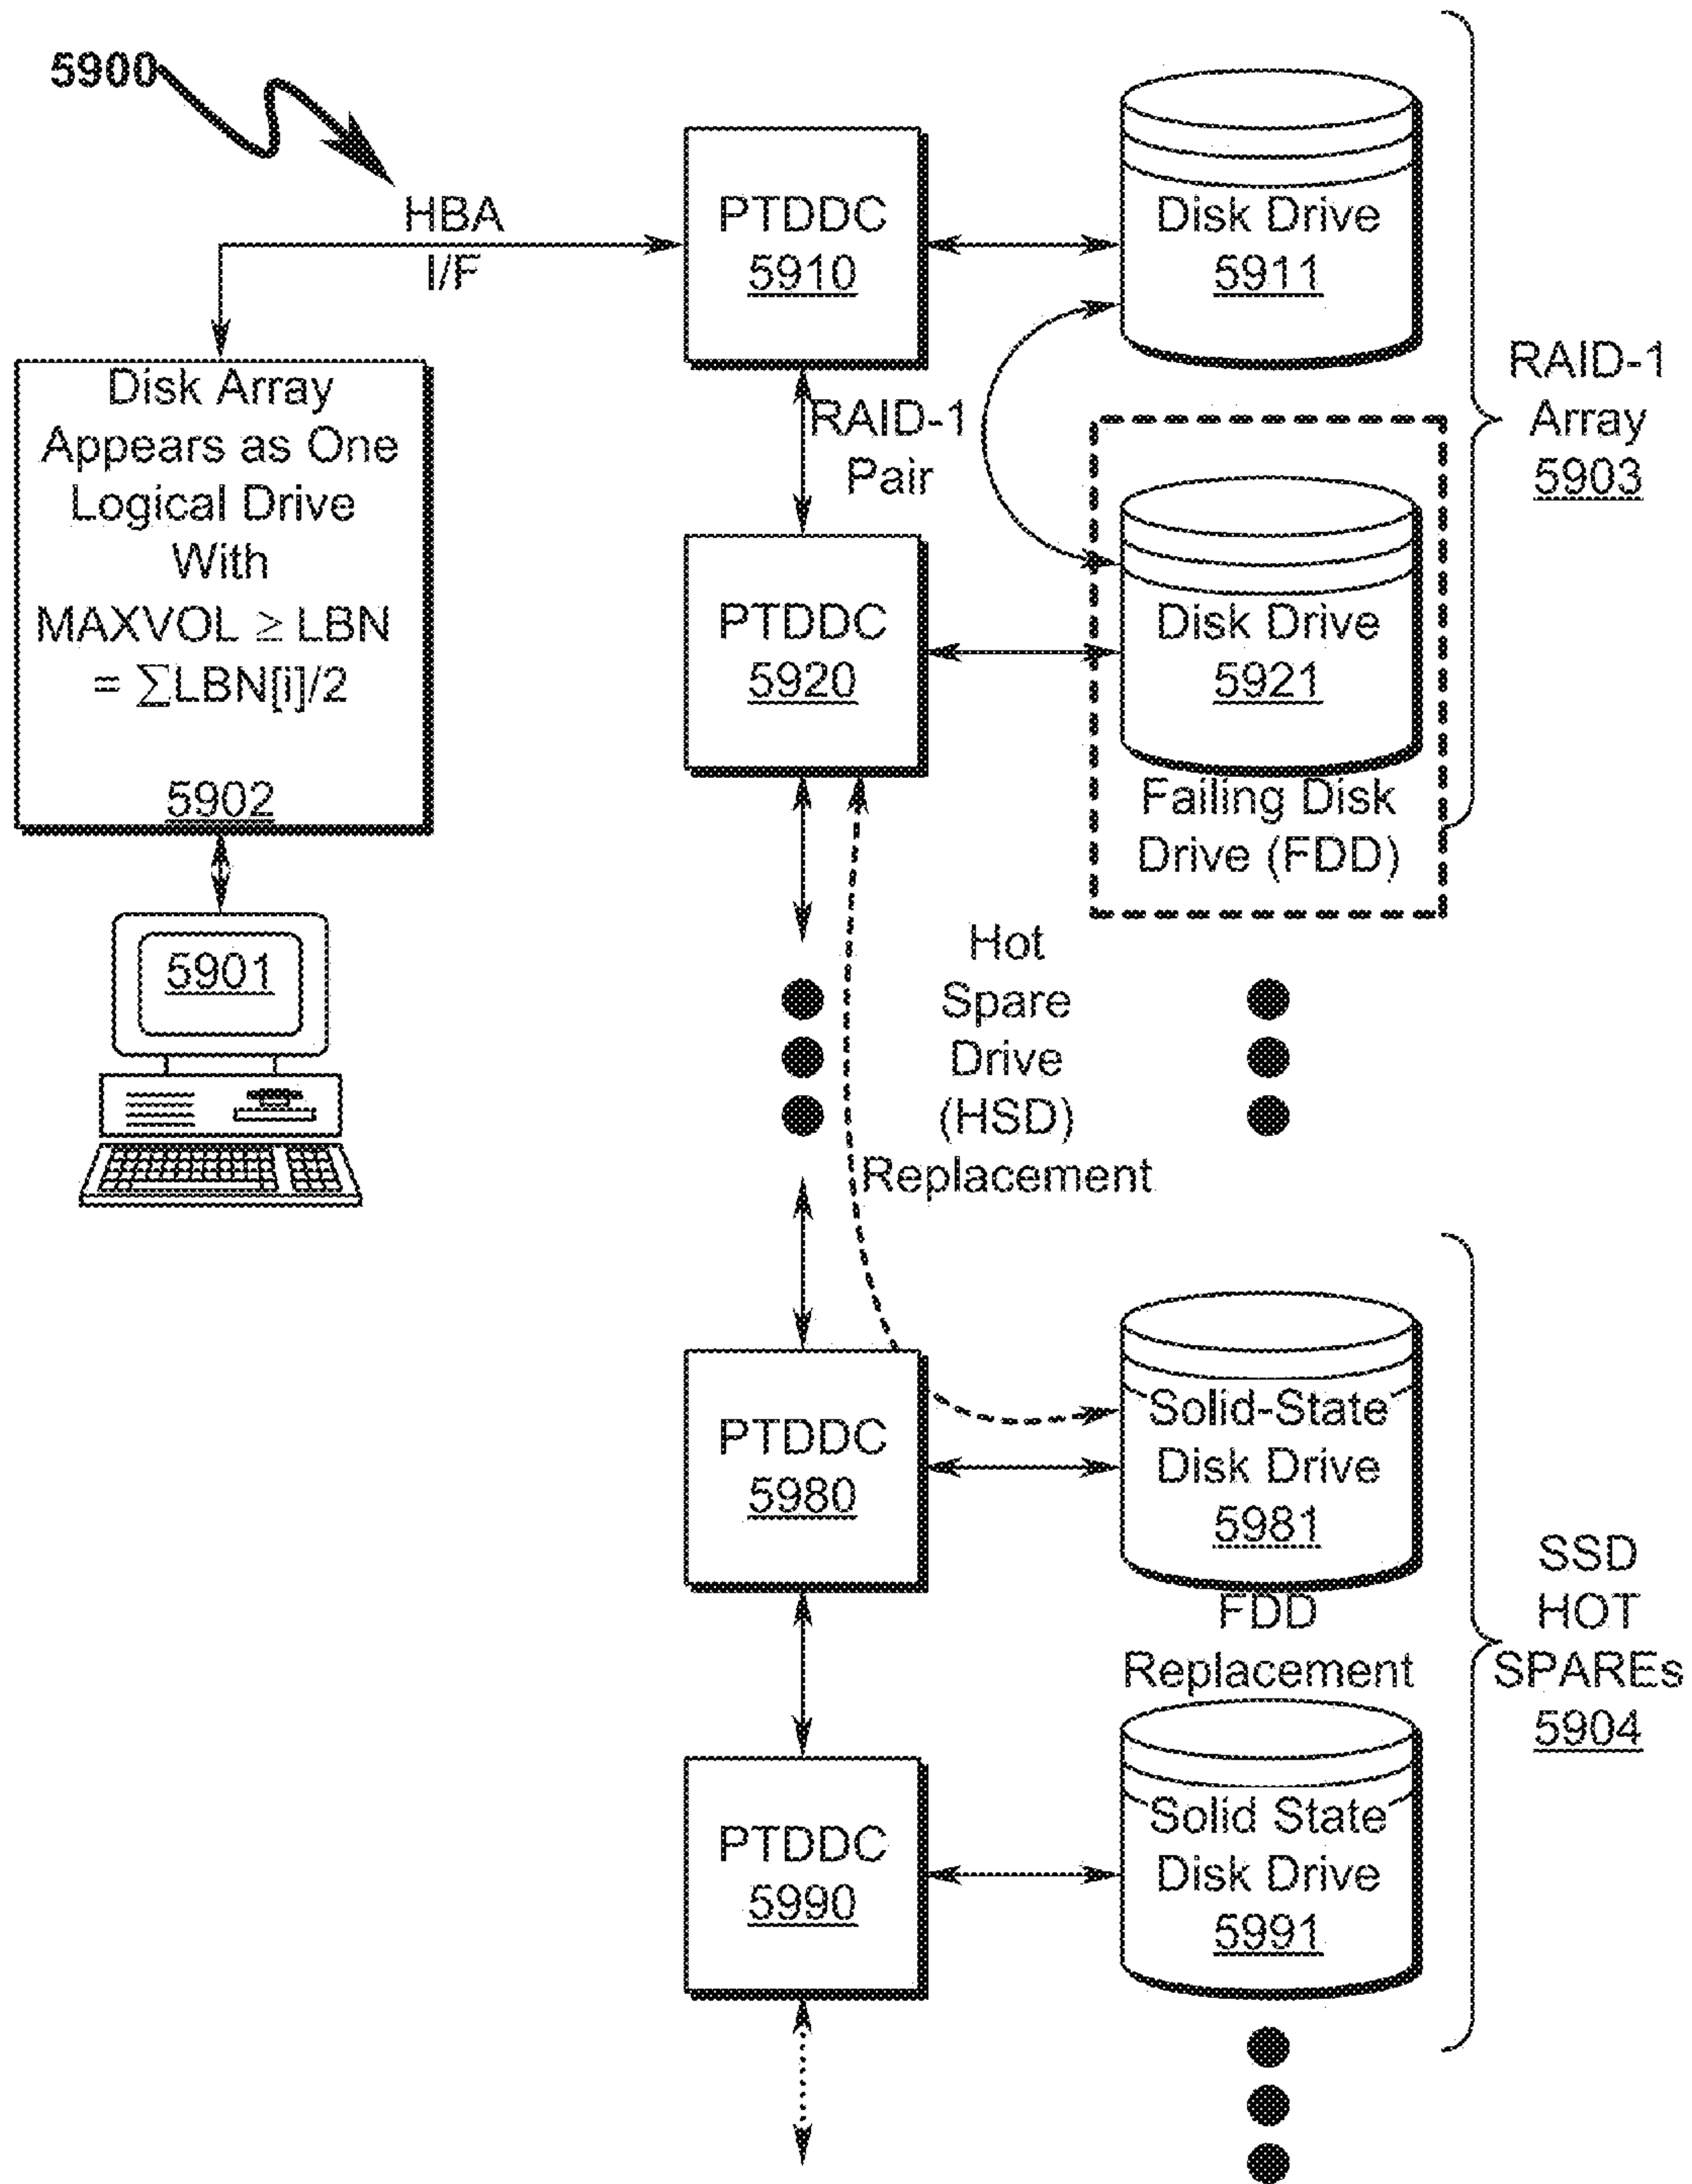 5900
HBA
I/F
PTDDC
5910
Disk Drive
5911
RAID-1
Array
5903
Disk Array
Appears as One
Logical Drive
With
MAXVOL ≥ LBN
= ∑LBN[i]/2
5902
RAID-1
Pair
PTDDC
5920
Disk Drive
5921
Failing Disk
Drive (FDD)
5901
Hot
Spare
Drive
(HSD)
Replacement
PTDDC
5980
Solid-State
Disk Drive
5981
FDD
Replacement
SSD
HOT
SPAREs
5904
PTDDC
5990
Solid State
Disk Drive
5991